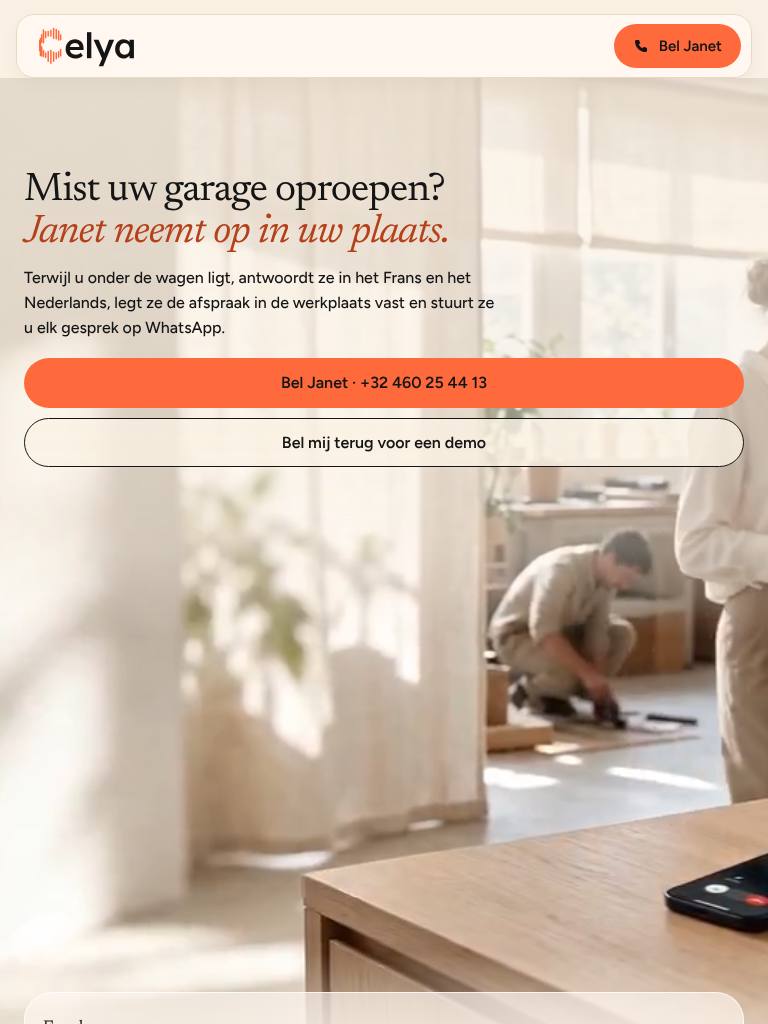 Celya
Bel Janet
Mist uw garage oproepen?
Janet neemt op in uw plaats.
Terwijl u onder de wagen ligt, antwoordt ze in het Frans en het
Nederlands, legt ze de afspraak in de werkplaats vast en stuurt ze
u elk gesprek op WhatsApp.
Bel Janet · +32 460 25 44 13
Bel mij terug voor een demo